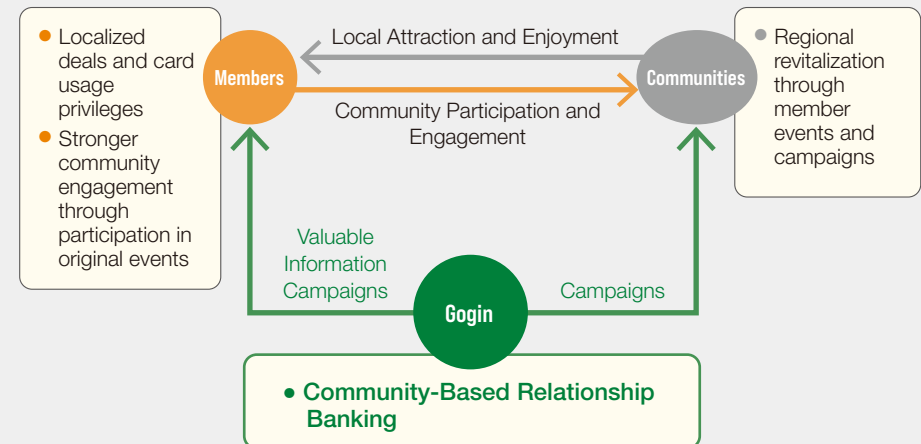 ● Localized
deals and card
usage
privileges
● Stronger
community
engagement
through
participation in
original events
Members
Local Attraction and Enjoyment
Community Participation and
Engagement
Communities
● Regional
revitalization
through
member
events and
campaigns
Valuable
Information
Campaigns
Gogin
Campaigns
● Community-Based Relationship
Banking